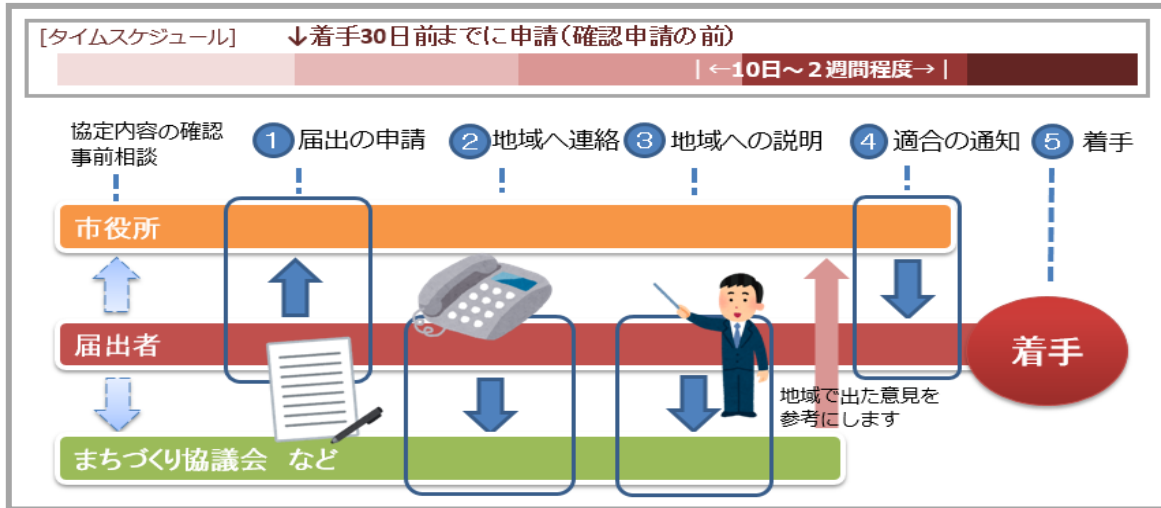 [タイムスケジュール] ↓着手30日前までに申請(確認申請の前)
|←10日～2週間程度→|
協定内容の確認
事前相談
① 届出の申請
② 地域へ連絡
③ 地域への説明
④ 適合の通知
⑤ 着手
市役所
届出者
着手
地域で出た意見を
参考にします
まちづくり協議会 など